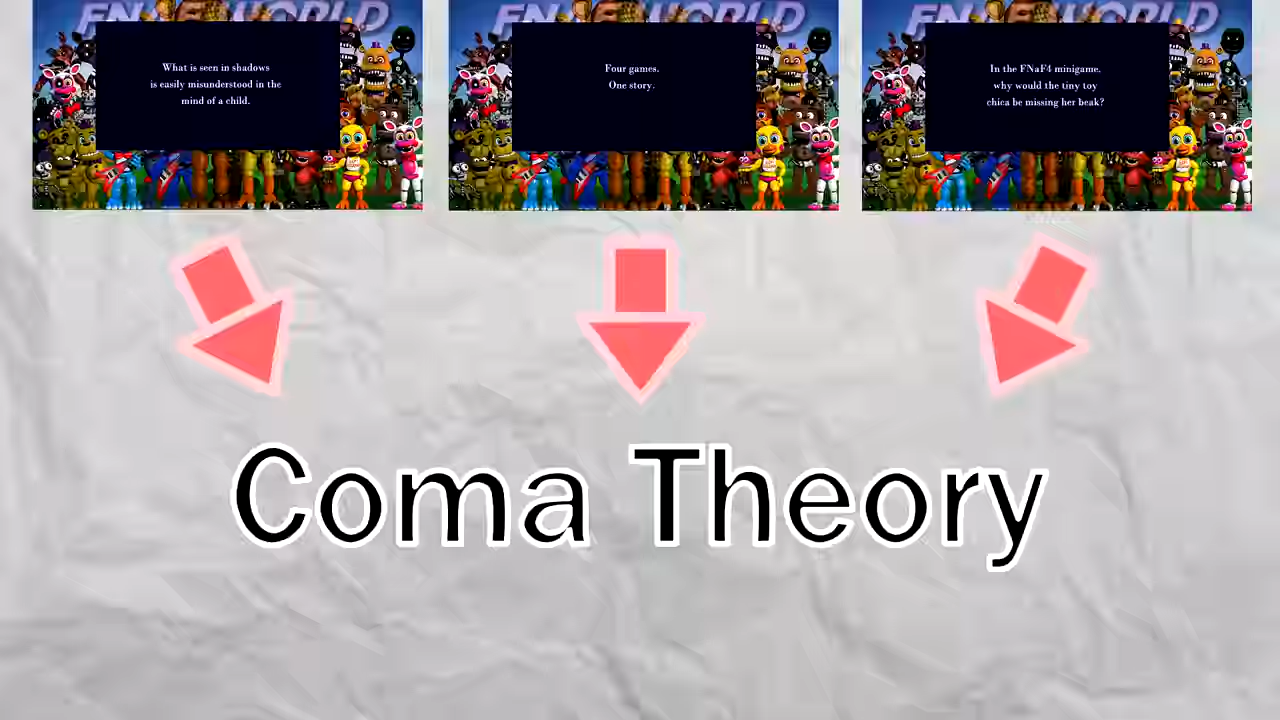 FNAF WORLD
FNAF WORLD
FNAF WORLD
What is seen in shadows
is easily misunderstood in the
mind of a child.
Four games.
One story.
In the FNaF4 minigame.
why would the tiny toy
chica be missing her beak?
Coma Theory